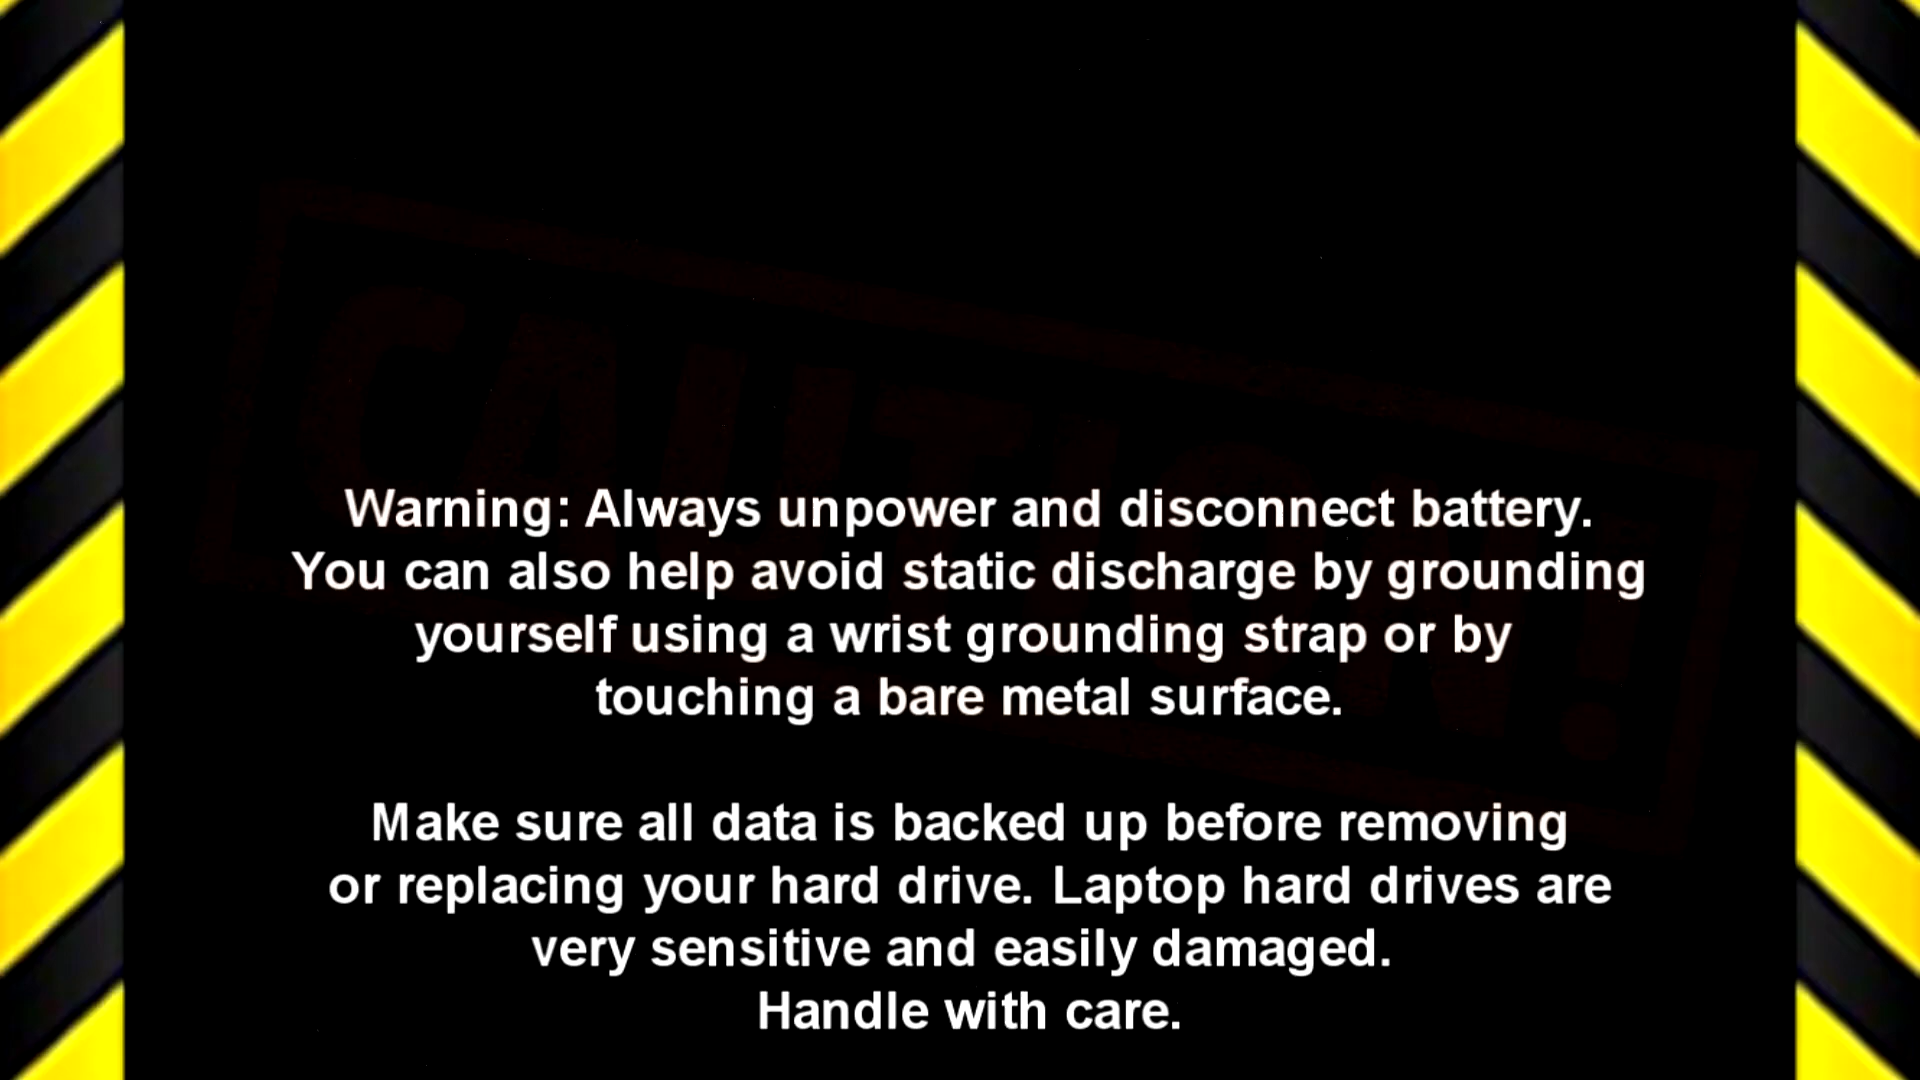 CAUTION!
Warning: Always unpower and disconnect battery.
You can also help avoid static discharge by grounding
yourself using a wrist grounding strap or by
touching a bare metal surface.
Make sure all data is backed up before removing
or replacing your hard drive. Laptop hard drives are
very sensitive and easily damaged.
Handle with care.